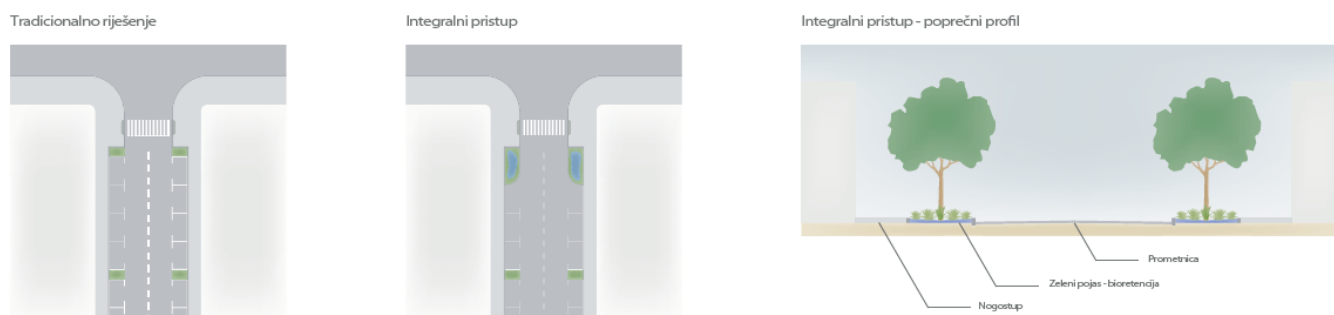 Tradicionalno riješenje
Integralni pristup
Integralni pristup - poprečni profil
Prometnica
Zeleni pojas - bioretencija
Nogostup